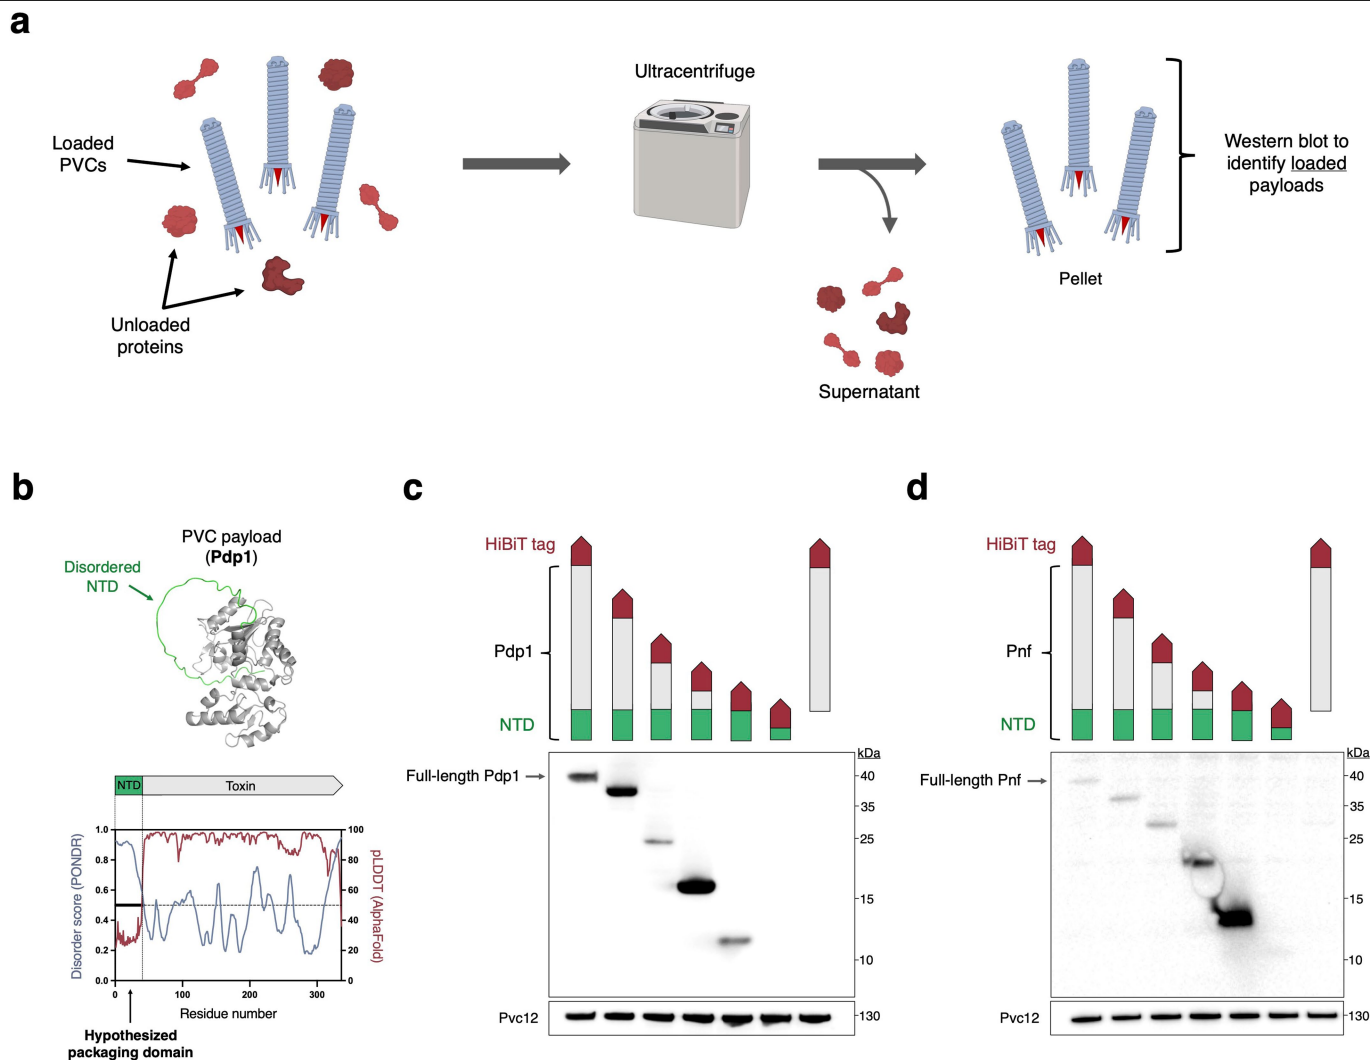 a
Loaded
PVCs
Unloaded
proteins
Ultracentrifuge
Supernatant
Pellet
Western blot to
identify loaded
payloads
b
PVC payload
(Pdp1)
Disordered
NTD
NTD
Toxin
Disorder score (PONDR)
1.0
0.8
0.6
0.4
0.2
0.0
100
80
60
40
20
0
pLDDT (AlphaFold)
0
100
200
300
Residue number
Hypothesized
packaging domain
c
HiBiT tag
Pdp1
NTD
kDa
Full-length Pdp1
40
35
25
15
10
Pvc12
130
d
HiBiT tag
Pnf
NTD
kDa
Full-length Pnf
40
35
25
15
10
Pvc12
130